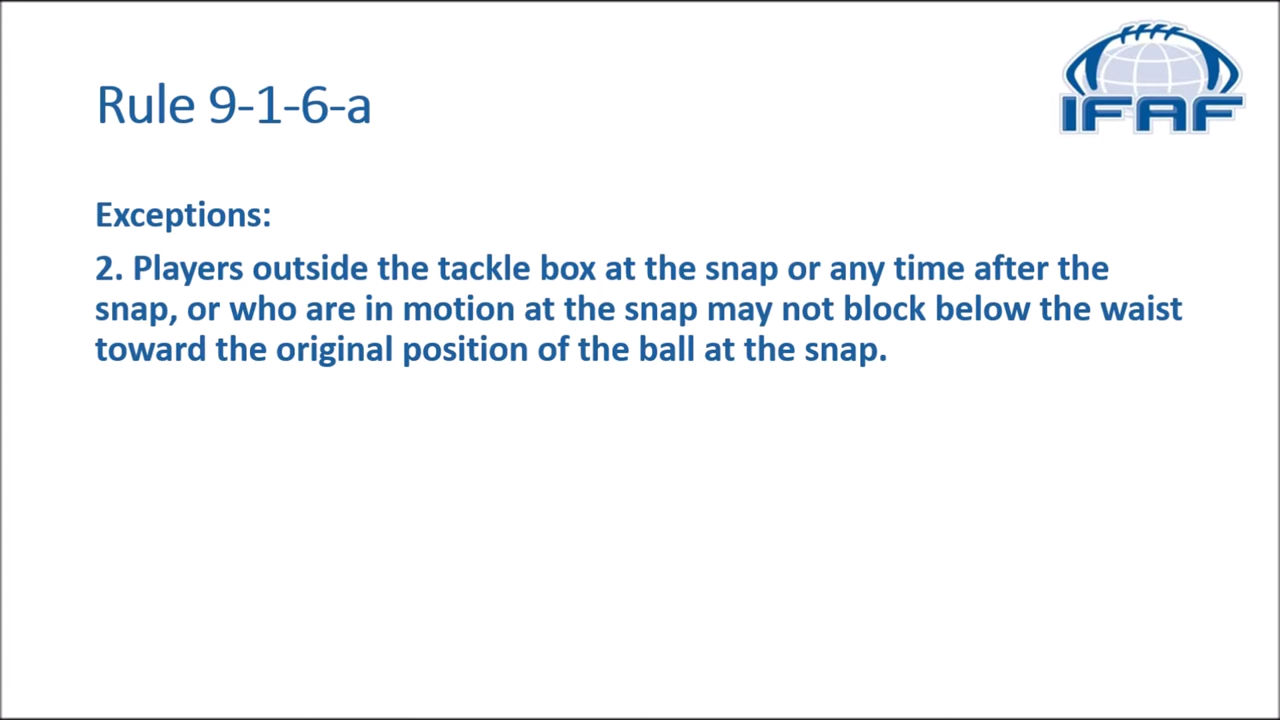 Rule 9-1-6-a
IFAF
Exceptions:
2. Players outside the tackle box at the snap or any time after the
snap, or who are in motion at the snap may not block below the waist
toward the original position of the ball at the snap.